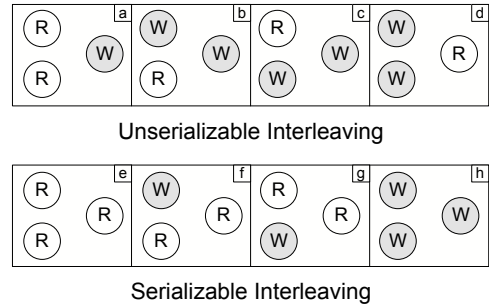 a b c d
R W R W
W W W R
R R W W
Unserializable Interleaving
e f g h
R W R W
R R R W
R R W W
Serializable Interleaving